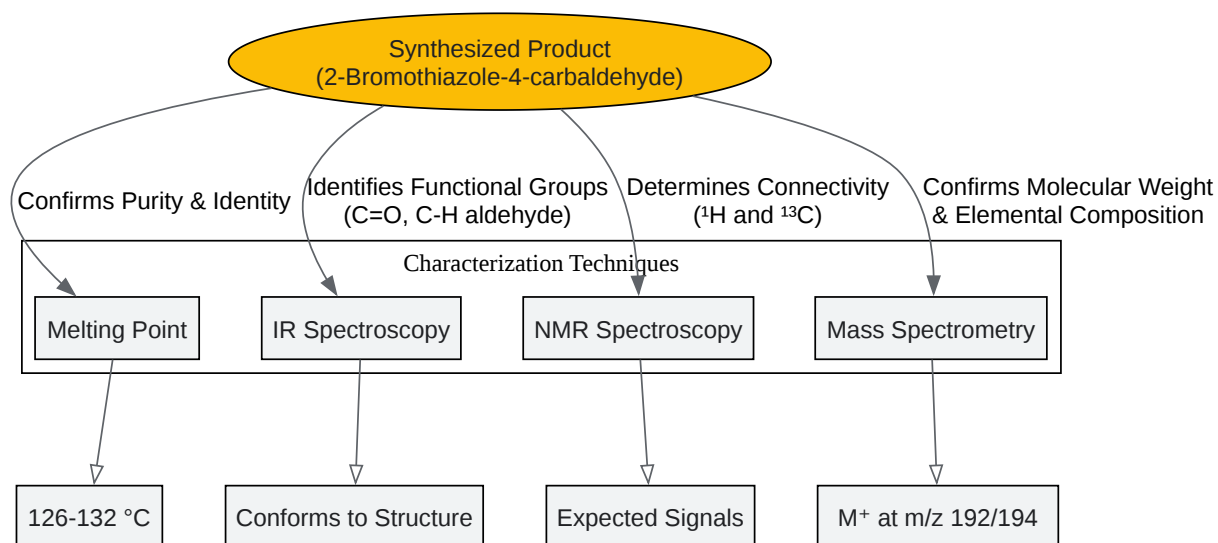 Synthesized Product
(2-Bromothiazole-4-carbaldehyde)
Confirms Purity & Identity
Identifies Functional Groups
(C=O, C-H aldehyde)
Determines Connectivity
(¹H and ¹³C)
Confirms Molecular Weight
& Elemental Composition
Characterization Techniques
Melting Point
IR Spectroscopy
NMR Spectroscopy
Mass Spectrometry
126-132 °C
Conforms to Structure
Expected Signals
M⁺ at m/z 192/194